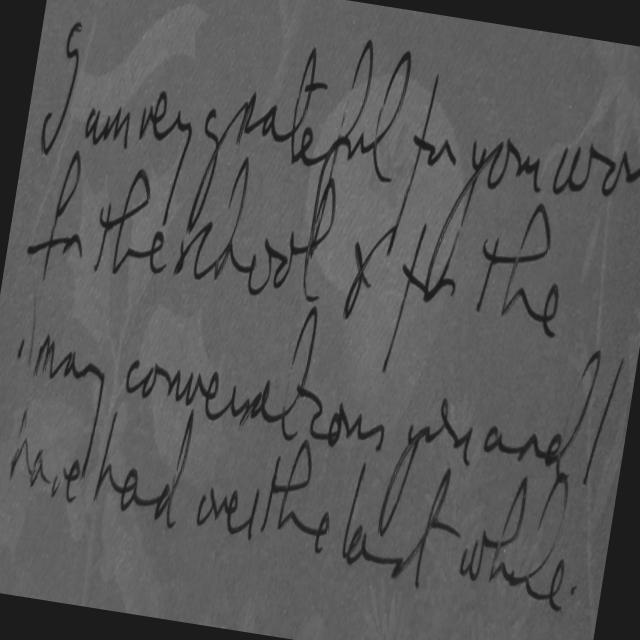 I am very grateful for your wor
for the school & for the
many conversations you and I
have had over the last while.